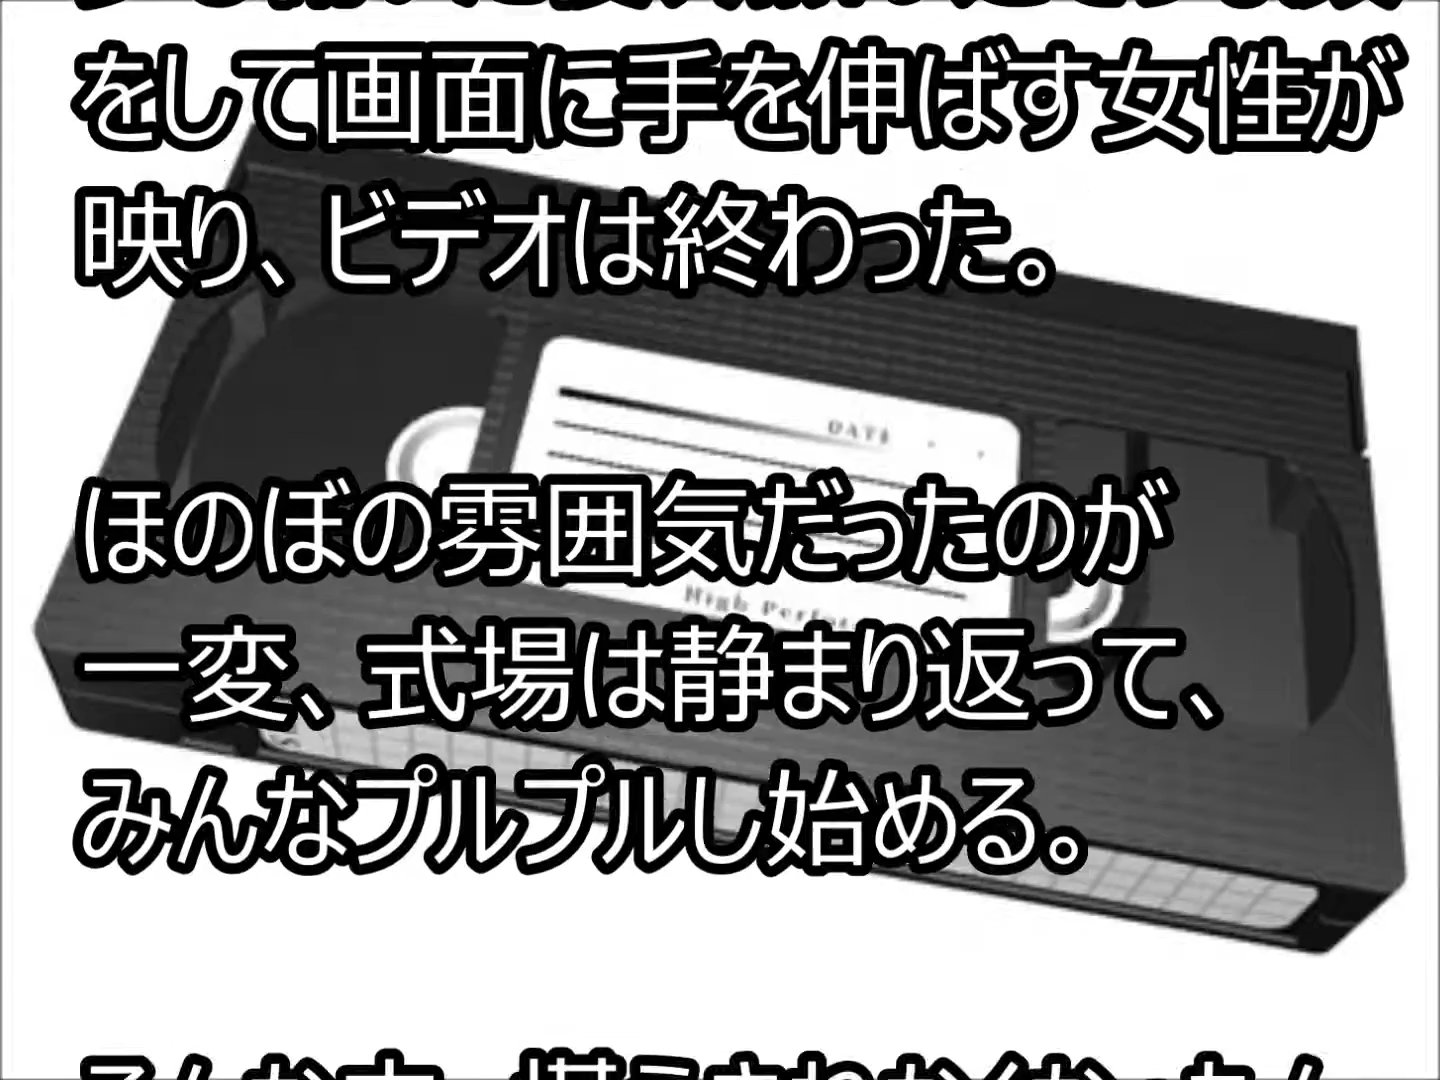 をして画面に手を伸ばす女性が
映り、ビデオは終わった。
DATE
ほのぼの雰囲気だったのが
High
一変、式場は静まり返って、
みんなプルプルし始める。